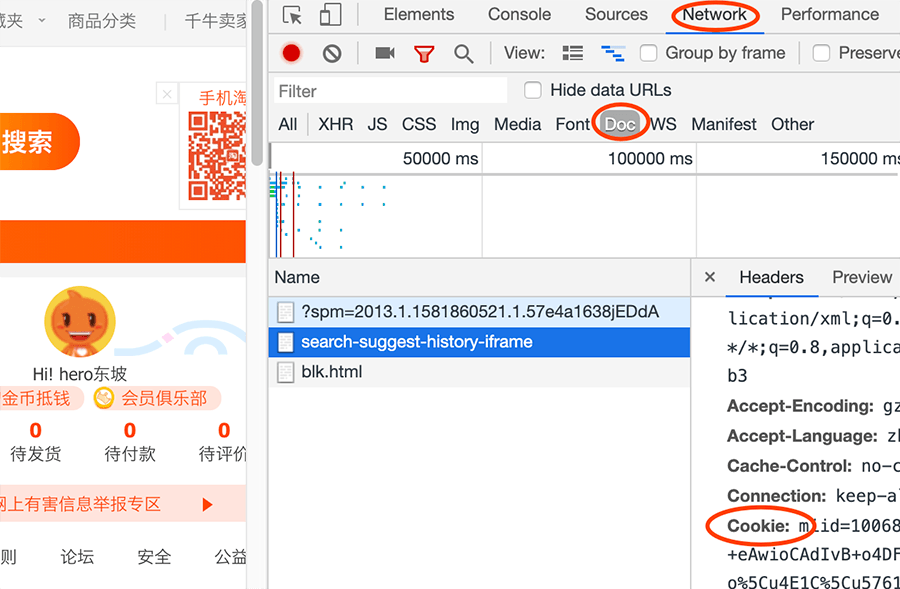 藏夹 商品分类 千牛卖家
手机淘
搜索
Hi! hero东坡
金币抵钱 会员俱乐部
0 0 0
待发货 待付款 待评价
网上有害信息举报专区
则 论坛 安全 公益
Elements Console Sources Network Performance
View: Group by frame Preserve
Filter Hide data URLs
All XHR JS CSS Img Media Font Doc WS Manifest Other
50000 ms 100000 ms 150000 ms
Name
?spm=2013.1.1581860521.1.57e4a1638jEDdA
search-suggest-history-iframe
blk.html
× Headers Preview
lication/xml;q=0.
*/*;q=0.8,applica
b3
Accept-Encoding: gz
Accept-Language: zh
Cache-Control: no-c
Connection: keep-al
Cookie: miid=10068
+eAwioCAdIvB+o4DF
o%5Cu4E1C%5Cu5761